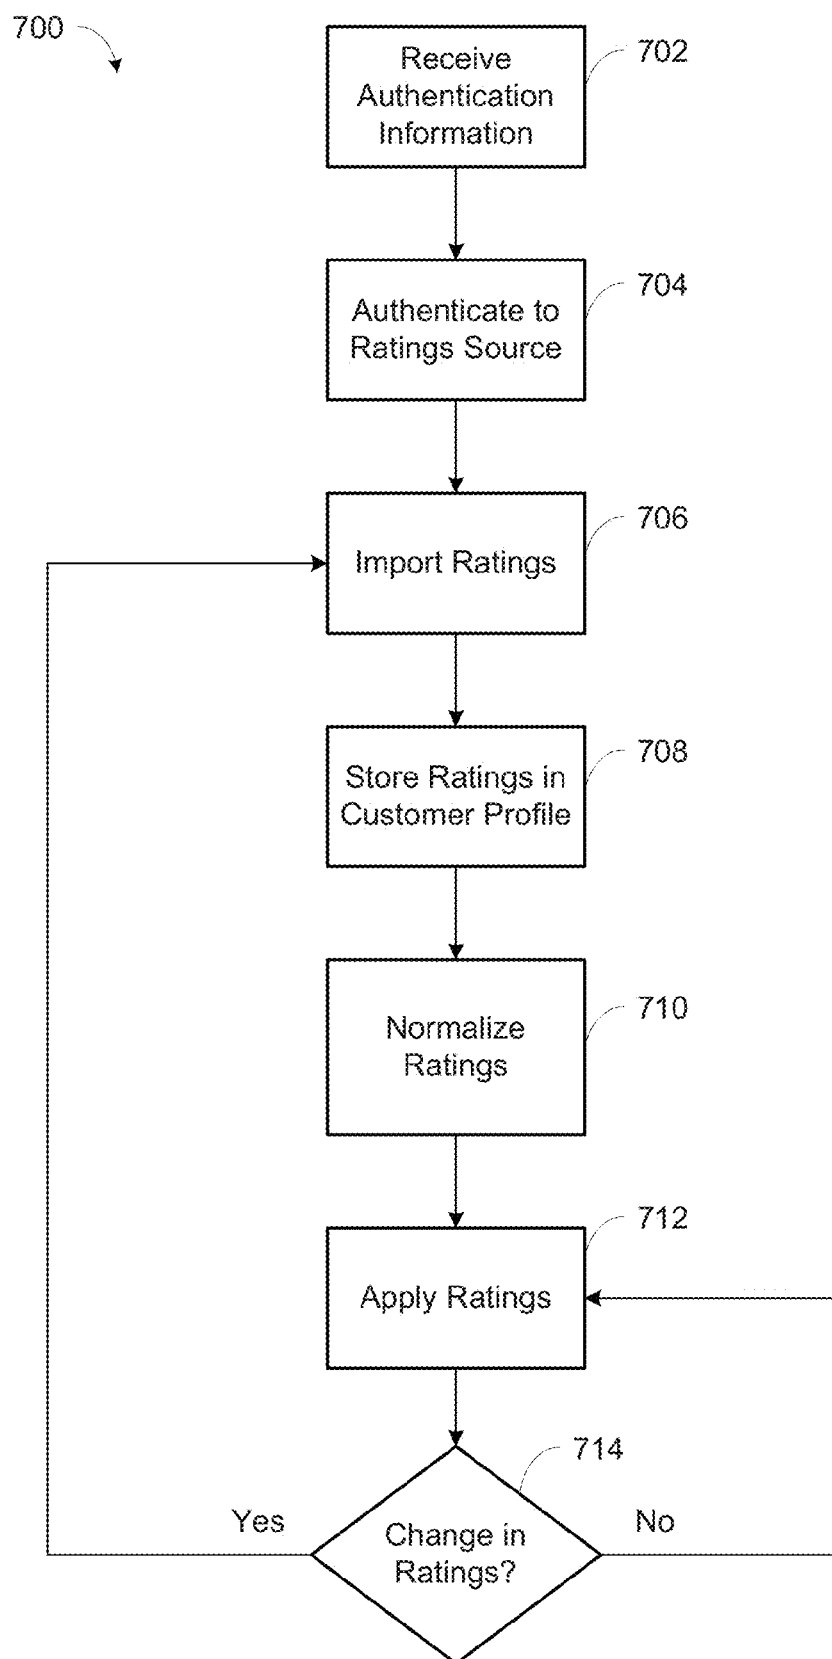 700
702
Receive
Authentication
Information
704
Authenticate to
Ratings Source
706
Import Ratings
708
Store Ratings in
Customer Profile
710
Normalize
Ratings
712
Apply Ratings
714
Yes
Change in
Ratings?
No